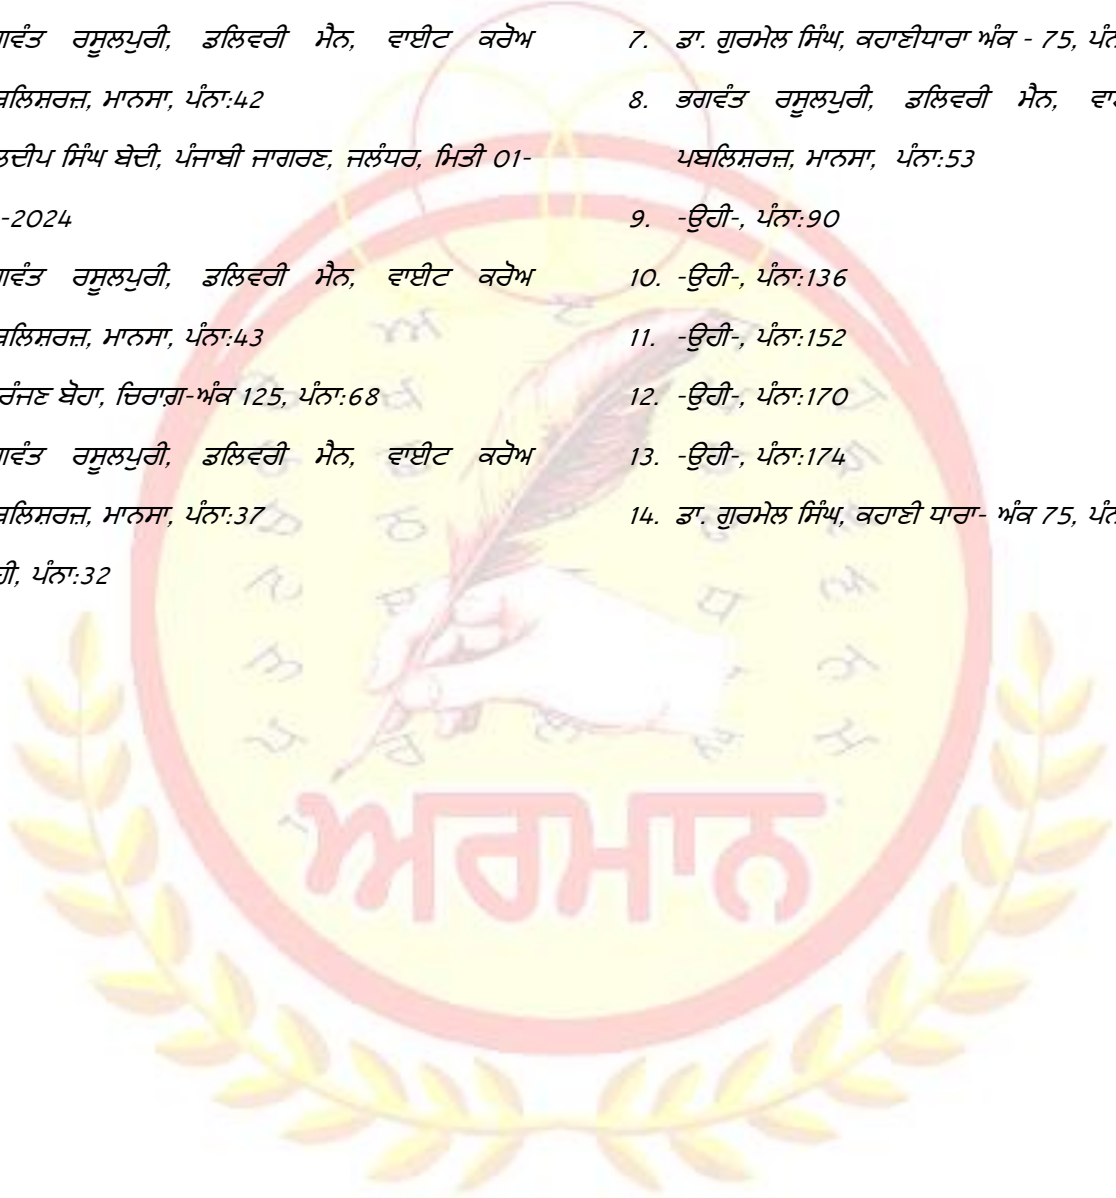 ਗਵੰਤ ਰਸੂਲਪੁਰੀ, ਡਲਿਵਰੀ ਮੈਨ, ਵਾਈਟ ਕਰੋਅ
ਬਲਿਸ਼ਰਜ਼, ਮਾਨਸਾ, ਪੰਨਾ:42
ਲਦੀਪ ਸਿੰਘ ਬੇਦੀ, ਪੰਜਾਬੀ ਜਾਗਰਣ, ਜਲੰਧਰ, ਮਿਤੀ 01-
-2024
ਗਵੰਤ ਰਸੂਲਪੁਰੀ, ਡਲਿਵਰੀ ਮੈਨ, ਵਾਈਟ ਕਰੋਅ
ਬਲਿਸ਼ਰਜ਼, ਮਾਨਸਾ, ਪੰਨਾ:43
ਰੰਜਣ ਬੋਹਾ, ਚਿਰਾਗ਼-ਅੰਕ 125, ਪੰਨਾ:68
ਗਵੰਤ ਰਸੂਲਪੁਰੀ, ਡਲਿਵਰੀ ਮੈਨ, ਵਾਈਟ ਕਰੋਅ
ਬਲਿਸ਼ਰਜ਼, ਮਾਨਸਾ, ਪੰਨਾ:37
ਹੀ, ਪੰਨਾ:32
7. ਡਾ. ਗੁਰਮੇਲ ਸਿੰਘ, ਕਹਾਣੀਧਾਰਾ ਅੰਕ - 75, ਪੰਨ
8. ਭਗਵੰਤ ਰਸੂਲਪੁਰੀ, ਡਲਿਵਰੀ ਮੈਨ,
ਪਬਲਿਸ਼ਰਜ਼, ਮਾਨਸਾ, ਪੰਨਾ:53
9. -ਉਹੀ-, ਪੰਨਾ:90
10. -ਉਹੀ-, ਪੰਨਾ:136
11. -ਉਹੀ-, ਪੰਨਾ:152
12. -ਉਹੀ-, ਪੰਨਾ:170
13. -ਉਹੀ-, ਪੰਨਾ:174
14. ਡਾ. ਗੁਰਮੇਲ ਸਿੰਘ, ਕਹਾਣੀ ਧਾਰਾ- ਅੰਕ 75, ਪੰਨ
ਅਰਮਾਨ